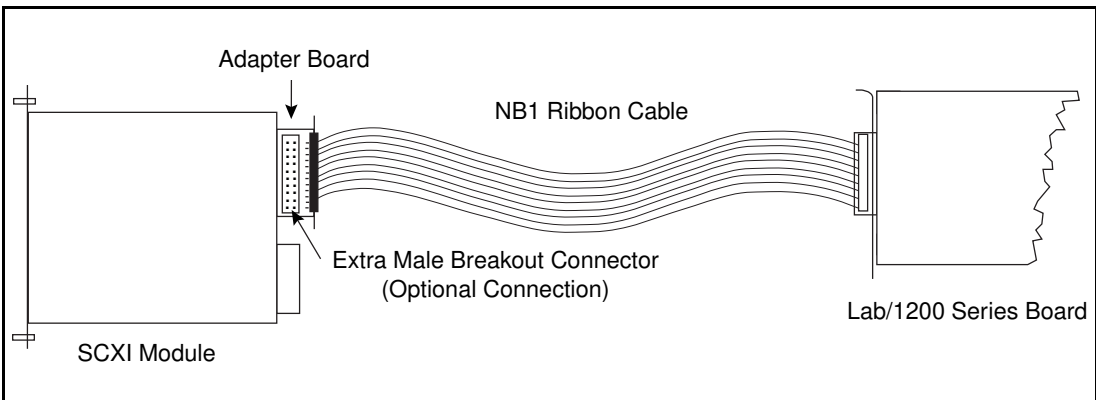 Adapter Board
NB1 Ribbon Cable
Extra Male Breakout Connector
(Optional Connection)
Lab/1200 Series Board
SCXI Module